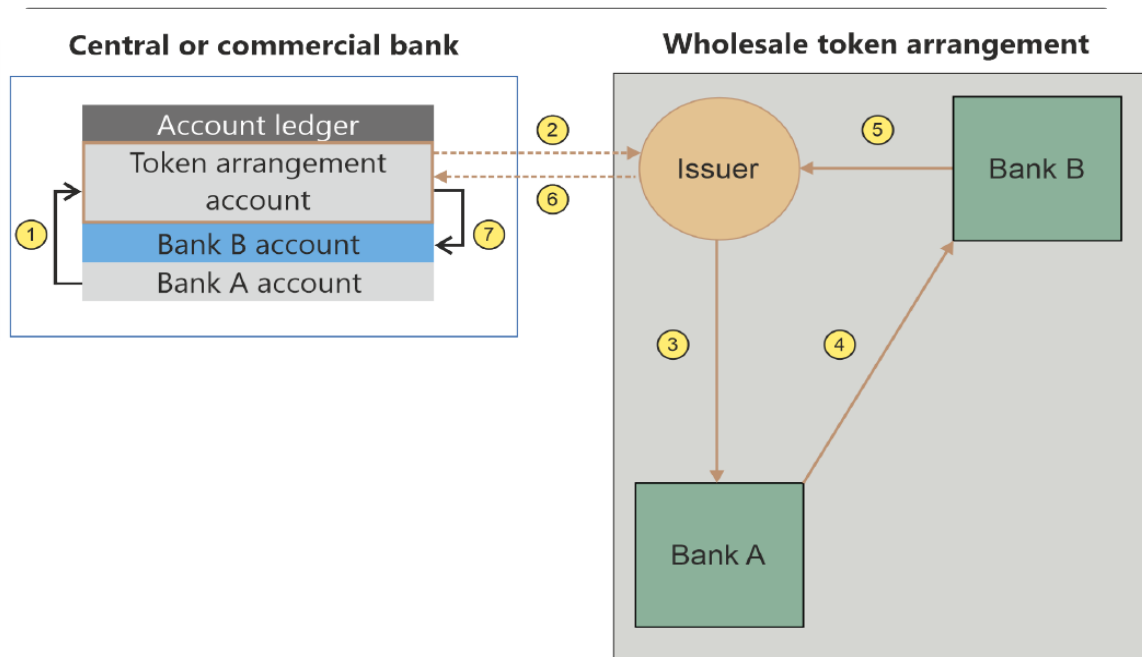 Central or commercial bank
Wholesale token arrangement
Account ledger
Token arrangement
account
Bank B account
Bank A account
1
2
6
7
Issuer
5
Bank B
3
4
Bank A